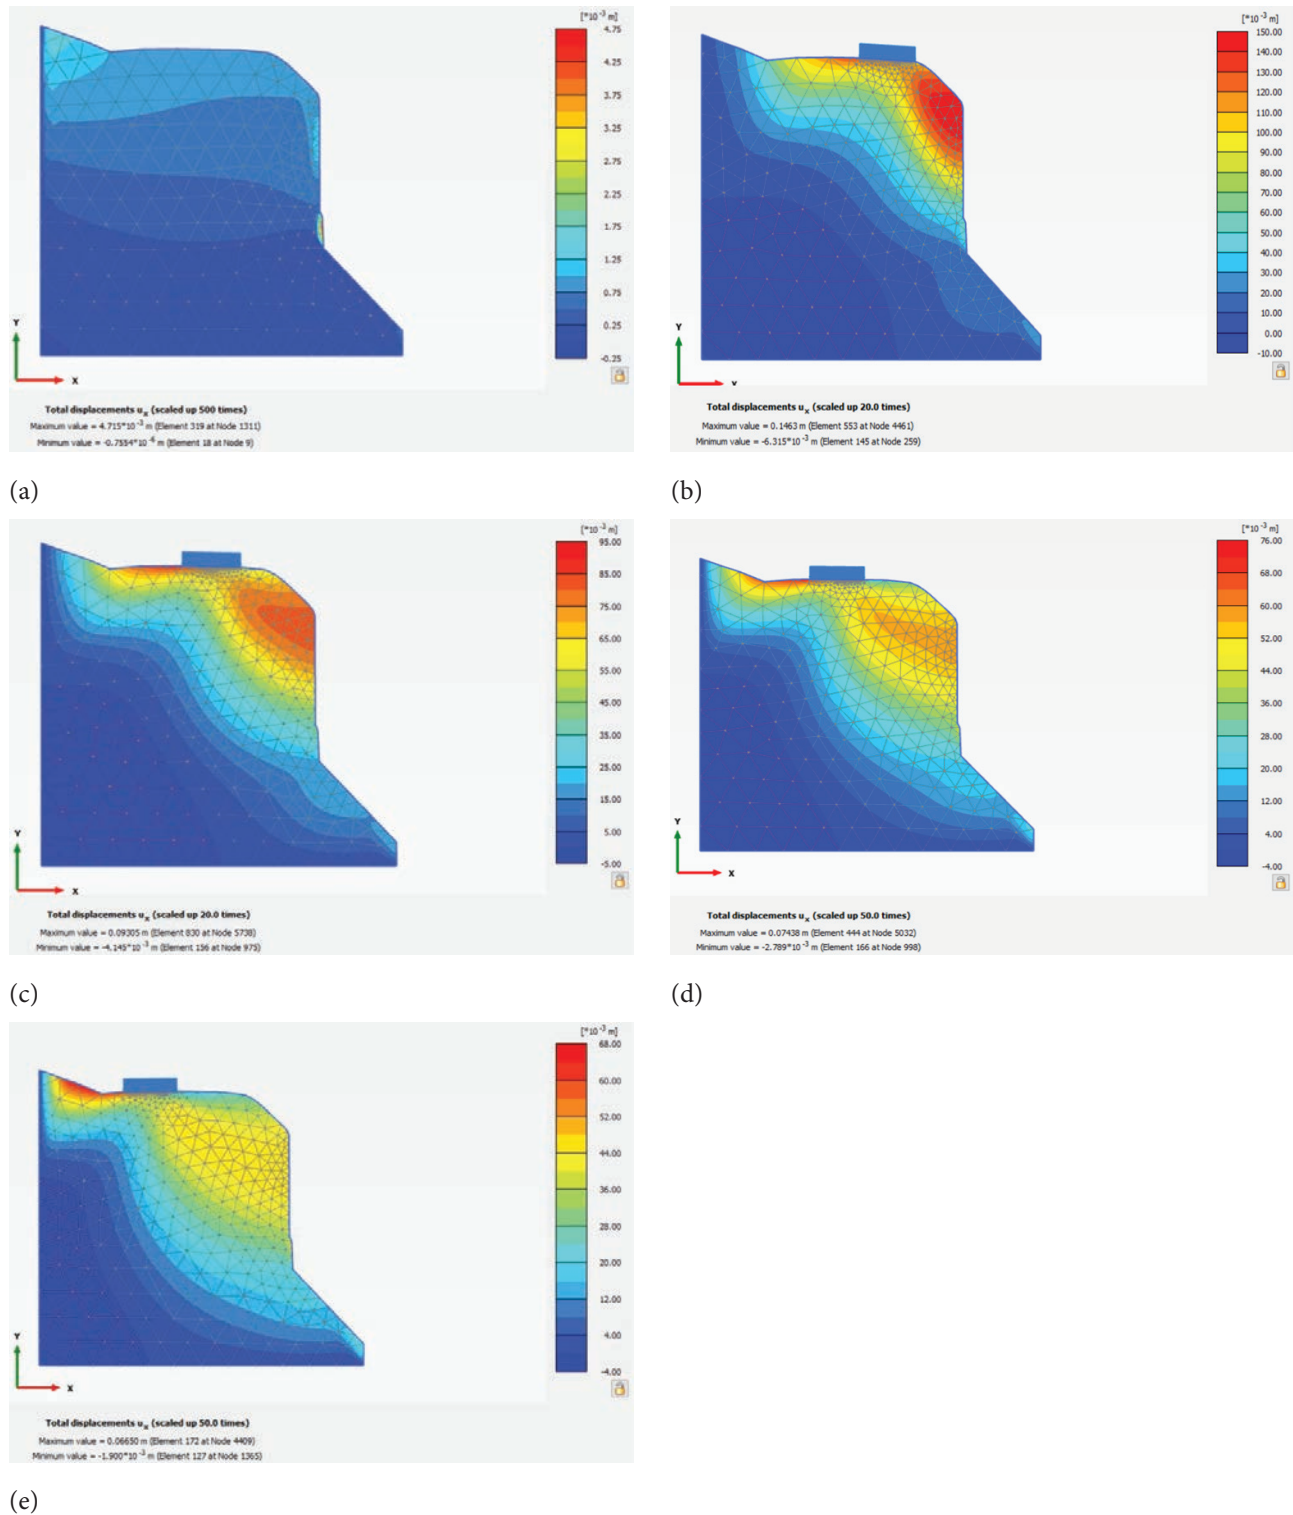 [*10⁻³ m]
4.75
4.25
3.75
3.25
2.75
2.25
1.75
1.25
0.75
0.25
-0.25
Y
X
Total displacements uₓ (scaled up 500 times)
Maximum value = 4.715*10⁻³ m (Element 319 at Node 1311)
Minimum value = -0.7554*10⁻⁶ m (Element 18 at Node 9)
(a)
[*10⁻³ m]
150.00
140.00
130.00
120.00
110.00
100.00
90.00
80.00
70.00
60.00
50.00
40.00
30.00
20.00
10.00
0.00
-10.00
Y
X
Total displacements uₓ (scaled up 20.0 times)
Maximum value = 0.1463 m (Element 553 at Node 4461)
Minimum value = -6.315*10⁻³ m (Element 145 at Node 259)
(b)
[*10⁻³ m]
95.00
85.00
75.00
65.00
55.00
45.00
35.00
25.00
15.00
5.00
-5.00
Y
X
Total displacements uₓ (scaled up 20.0 times)
Maximum value = 0.09305 m (Element 830 at Node 5738)
Minimum value = -4.145*10⁻³ m (Element 156 at Node 975)
(c)
[*10⁻³ m]
76.00
68.00
60.00
52.00
44.00
36.00
28.00
20.00
12.00
4.00
-4.00
Y
X
Total displacements uₓ (scaled up 50.0 times)
Maximum value = 0.07438 m (Element 444 at Node 5032)
Minimum value = -2.789*10⁻³ m (Element 166 at Node 998)
(d)
[*10⁻³ m]
68.00
60.00
52.00
44.00
36.00
28.00
20.00
12.00
4.00
-4.00
Y
X
Total displacements uₓ (scaled up 50.0 times)
Maximum value = 0.06650 m (Element 172 at Node 4409)
Minimum value = -1.900*10⁻³ m (Element 127 at Node 1365)
(e)